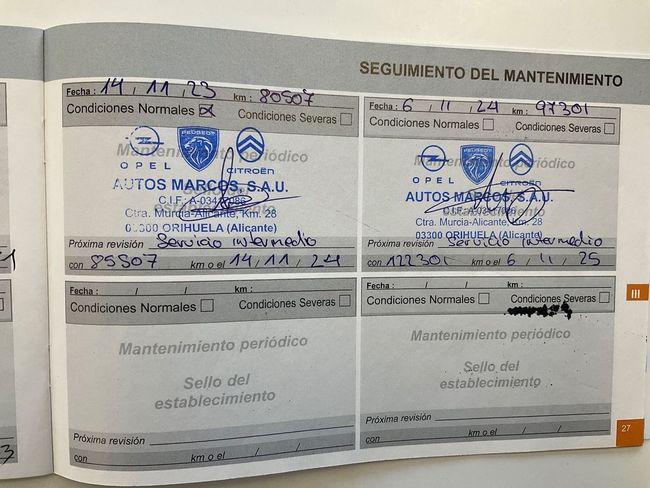 SEGUIMIENTO DEL MANTENIMIENTO
Fecha : 14 , 11 , 23 km : 80507
Condiciones Normales Condiciones Severas
Mantenimiento periódico
OPEL PEUGEOT CITROËN
AUTOS MARCOS, S.A.U.
Sello del
C.I.F.:
establecimiento
Ctra. Murcia-Alicante, Km. 28
03300 ORIHUELA (Alicante)
Próxima revisión Servicio intermedio
con 85507 km o el 14 / 11 / 24
Fecha : 6 , 11 , 24 km : 97301
Condiciones Normales Condiciones Severas
Mantenimiento periódico
OPEL PEUGEOT CITROËN
AUTOS MARCOS, S.A.U.
establecimiento
Ctra. Murcia-Alicante, Km. 28
03300 ORIHUELA (Alicante)
Próxima revisión Servicio intermedio
con 122301 km o el 6 / 11 / 25
Fecha : / / km :
Condiciones Normales Condiciones Severas
Mantenimiento periódico
Sello del
establecimiento
Próxima revisión
con km o el / /
Fecha : / / km :
Condiciones Normales Condiciones Severas
Mantenimiento periódico
Sello del
establecimiento
Próxima revisión
con km o el / /
III
27